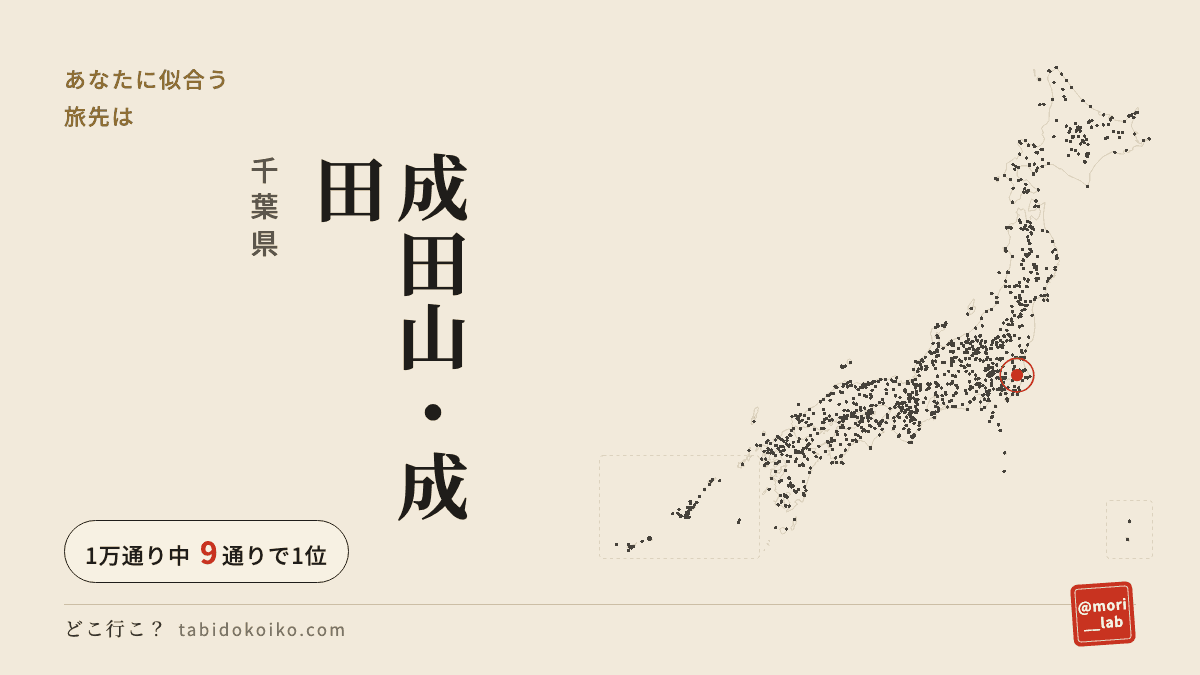 あなたに似合う
旅先は
成田山・成
田
千葉県
1万通り中 9通りで1位
どこ行こ？ tabidokoiko.com
@mori
__lab